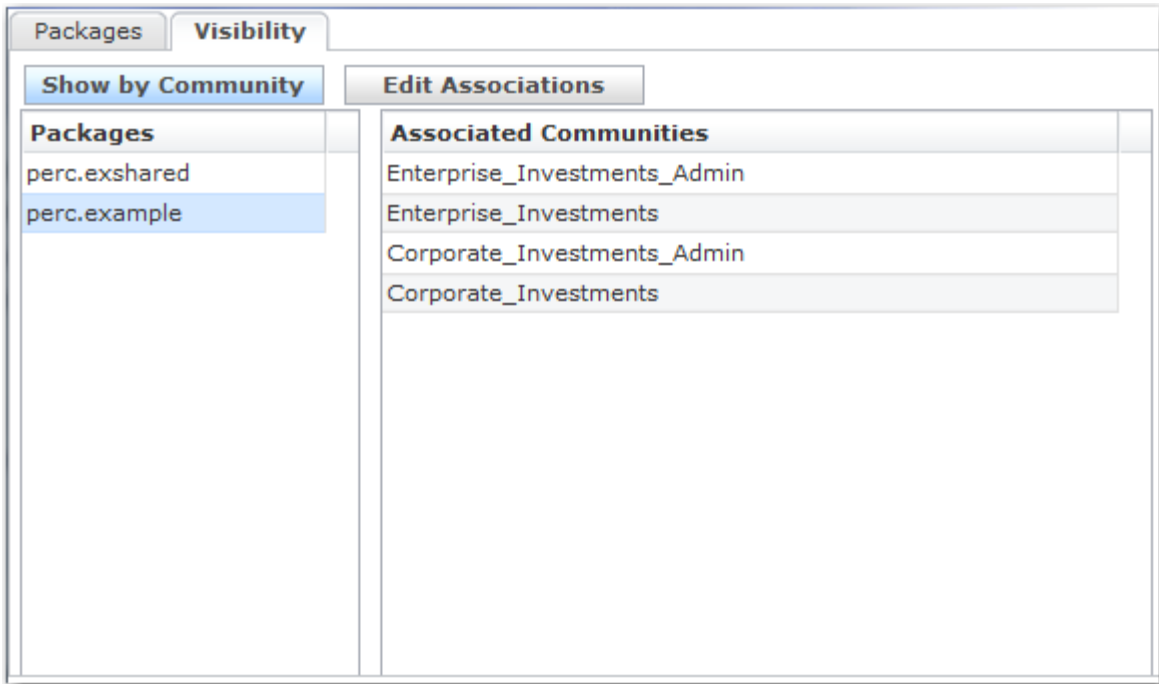 Packages Visibility
Show by Community Edit Associations
Packages Associated Communities
perc.exshared Enterprise_Investments_Admin
perc.example Enterprise_Investments
Corporate_Investments_Admin
Corporate_Investments